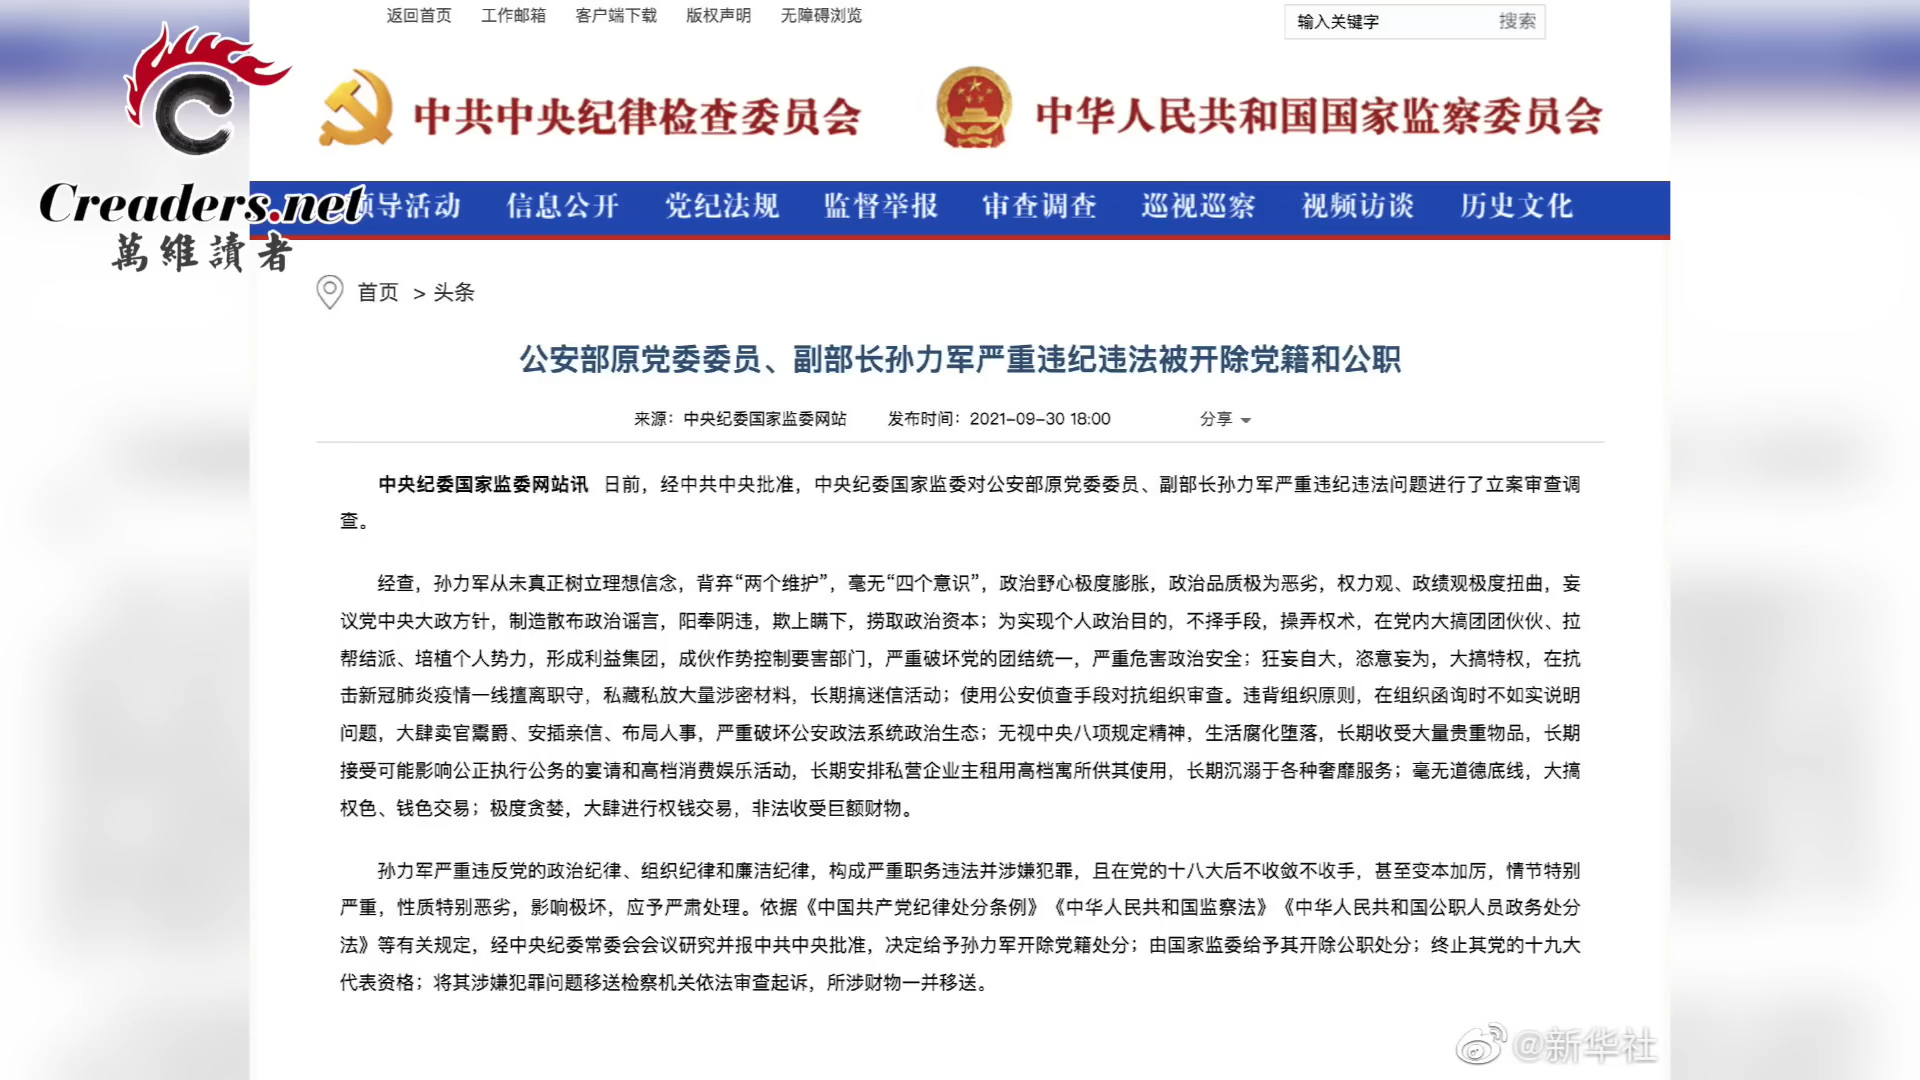 返回首页 工作邮箱 客户端下载 版权声明 无障碍浏览
输入关键字 搜索
中共中央纪律检查委员会 中华人民共和国国家监察委员会
Creaders.net
萬維讀者
领导活动 信息公开 党纪法规 监督举报 审查调查 巡视巡察 视频访谈 历史文化
首页 > 头条
公安部原党委委员、副部长孙力军严重违纪违法被开除党籍和公职
来源：中央纪委国家监委网站 发布时间：2021-09-30 18:00 分享
中央纪委国家监委网站讯 日前，经中共中央批准，中央纪委国家监委对公安部原党委委员、副部长孙力军严重违纪违法问题进行了立案审查调
查。
经查，孙力军从未真正树立理想信念，背弃“两个维护”，毫无“四个意识”，政治野心极度膨胀，政治品质极为恶劣，权力观、政绩观极度扭曲，妄
议党中央大政方针，制造散布政治谣言，阳奉阴违，欺上瞒下，捞取政治资本；为实现个人政治目的，不择手段，操弄权术，在党内大搞团团伙伙、拉
帮结派、培植个人势力，形成利益集团，成伙作势控制要害部门，严重破坏党的团结统一，严重危害政治安全；狂妄自大，恣意妄为，大搞特权，在抗
击新冠肺炎疫情一线擅离职守，私藏私放大量涉密材料，长期搞迷信活动；使用公安侦查手段对抗组织审查。违背组织原则，在组织函询时不如实说明
问题，大肆卖官鬻爵、安插亲信、布局人事，严重破坏公安政法系统政治生态；无视中央八项规定精神，生活腐化堕落，长期收受大量贵重物品，长期
接受可能影响公正执行公务的宴请和高档消费娱乐活动，长期安排私营企业主租用高档寓所供其使用，长期沉溺于各种奢靡服务；毫无道德底线，大搞
权色、钱色交易；极度贪婪，大肆进行权钱交易，非法收受巨额财物。
孙力军严重违反党的政治纪律、组织纪律和廉洁纪律，构成严重职务违法并涉嫌犯罪，且在党的十八大后不收敛不收手，甚至变本加厉，情节特别
严重，性质特别恶劣，影响极坏，应予严肃处理。依据《中国共产党纪律处分条例》《中华人民共和国监察法》《中华人民共和国公职人员政务处分
法》等有关规定，经中央纪委常委会会议研究并报中共中央批准，决定给予孙力军开除党籍处分；由国家监委给予其开除公职处分；终止其党的十九大
代表资格；将其涉嫌犯罪问题移送检察机关依法审查起诉，所涉财物一并移送。
@新华社